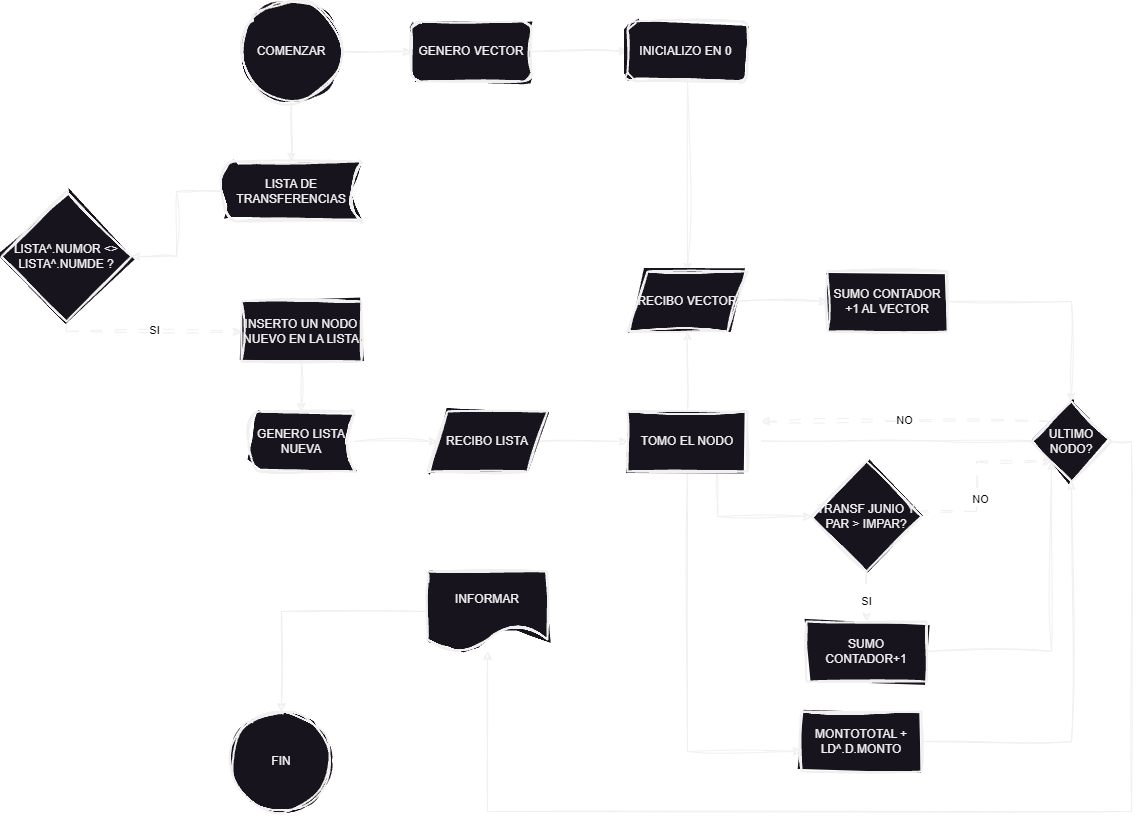 COMENZAR
GENERO VECTOR
INICIALIZO EN 0
LISTA DE
TRANSFERENCIAS
LISTA^.NUMOR <>
LISTA^.NUMDE ?
SI
INSERTO UN NODO
NUEVO EN LA LISTA
RECIBO VECTOR
SUMO CONTADOR
+1 AL VECTOR
GENERO LISTA
NUEVA
RECIBO LISTA
TOMO EL NODO
NO
ULTIMO
NODO?
TRANSF JUNIO Y
PAR > IMPAR?
NO
SI
INFORMAR
SUMO
CONTADOR+1
MONTOTOTAL +
LD^.D.MONTO
FIN